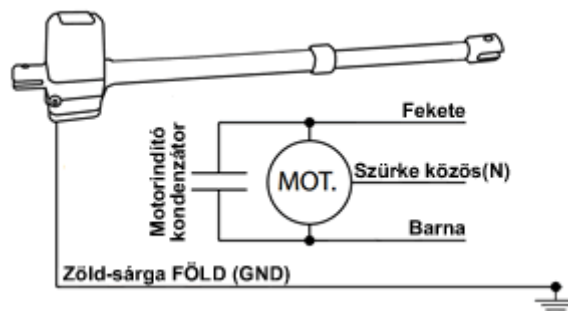 Fekete
Motorindító
kondenzátor
MOT.
Szürke közös(N)
Barna
Zöld-sárga FÖLD (GND)